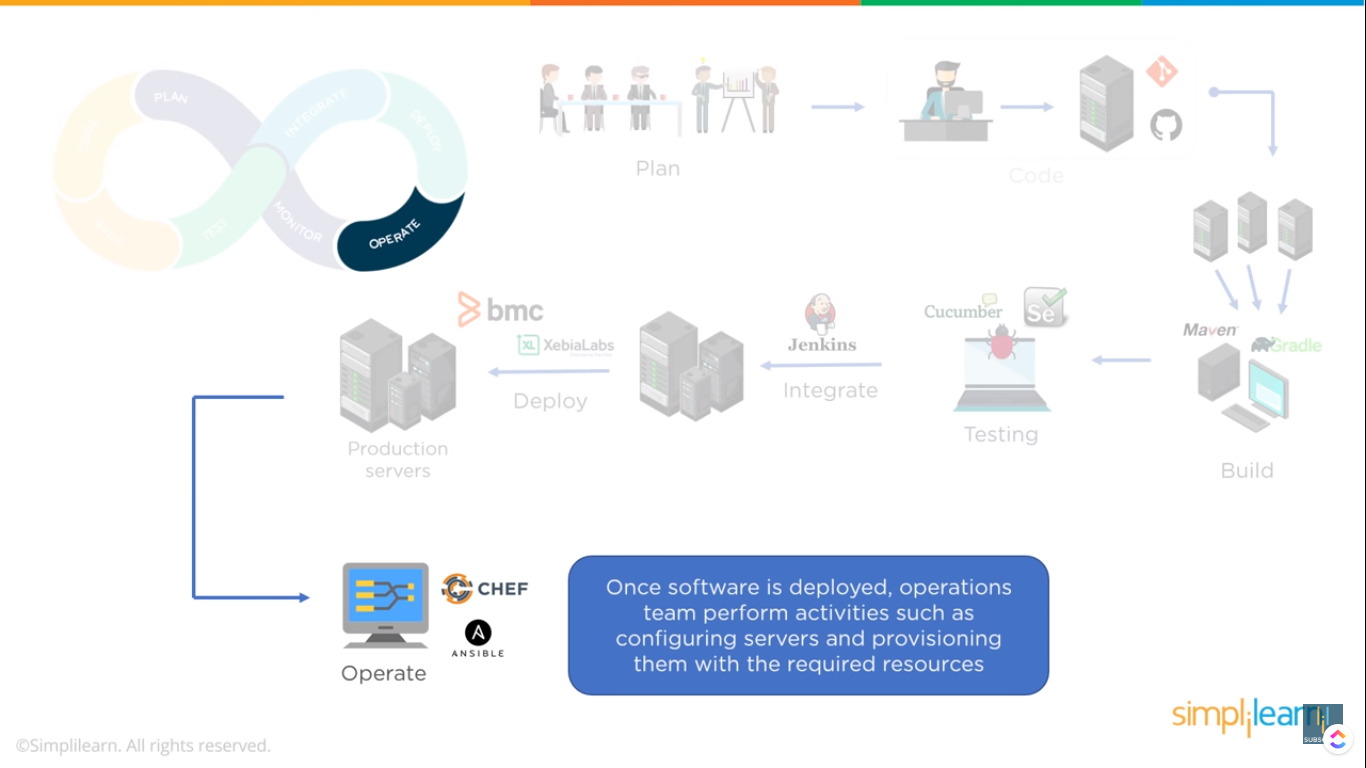 PLAN
INTEGRATE
DEPLOY
TEST
MONITOR
OPERATE
Plan
Code
bmc
XebiaLabs
Deploy
Jenkins
Integrate
Cucumber
Se
Testing
Maven
Gradle
Build
Production
servers
CHEF
ANSIBLE
Operate
Once software is deployed, operations
team perform activities such as
configuring servers and provisioning
them with the required resources
simplilearn
©Simplilearn. All rights reserved.